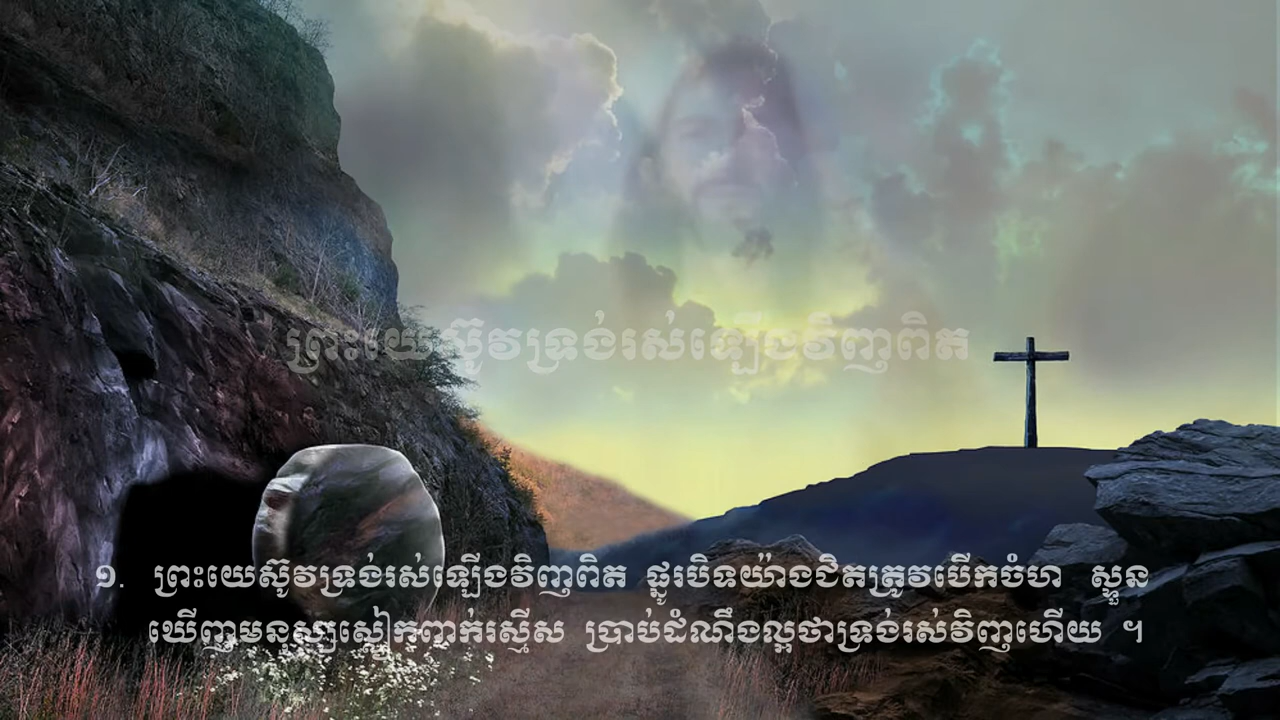 ព្រះយេស៊ូវទ្រង់រស់ឡើងវិញពិត
១. ព្រះយេស៊ូវទ្រង់រស់ឡើងវិញពិត ផ្នូរបិទយ៉ាងជិតត្រូវបើកចំហ ស្ទួន
ឃើញមនុស្សស្លៀកពាក់រស្មីស ប្រាប់ដំណឹងល្អថាទ្រង់រស់វិញហើយ ។